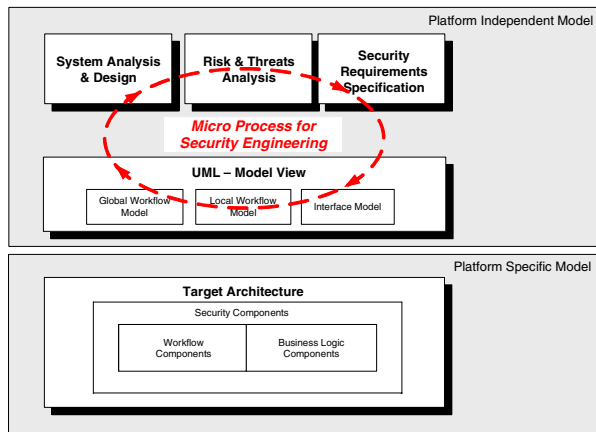 Platform Independent Model
System Analysis
& Design
Risk & Threats
Analysis
Security
Requirements
Specification
Micro Process for
Security Engineering
UML – Model View
Global Workflow
Model
Local Workflow
Model
Interface Model
Platform Specific Model
Target Architecture
Security Components
Workflow
Components
Business Logic
Components